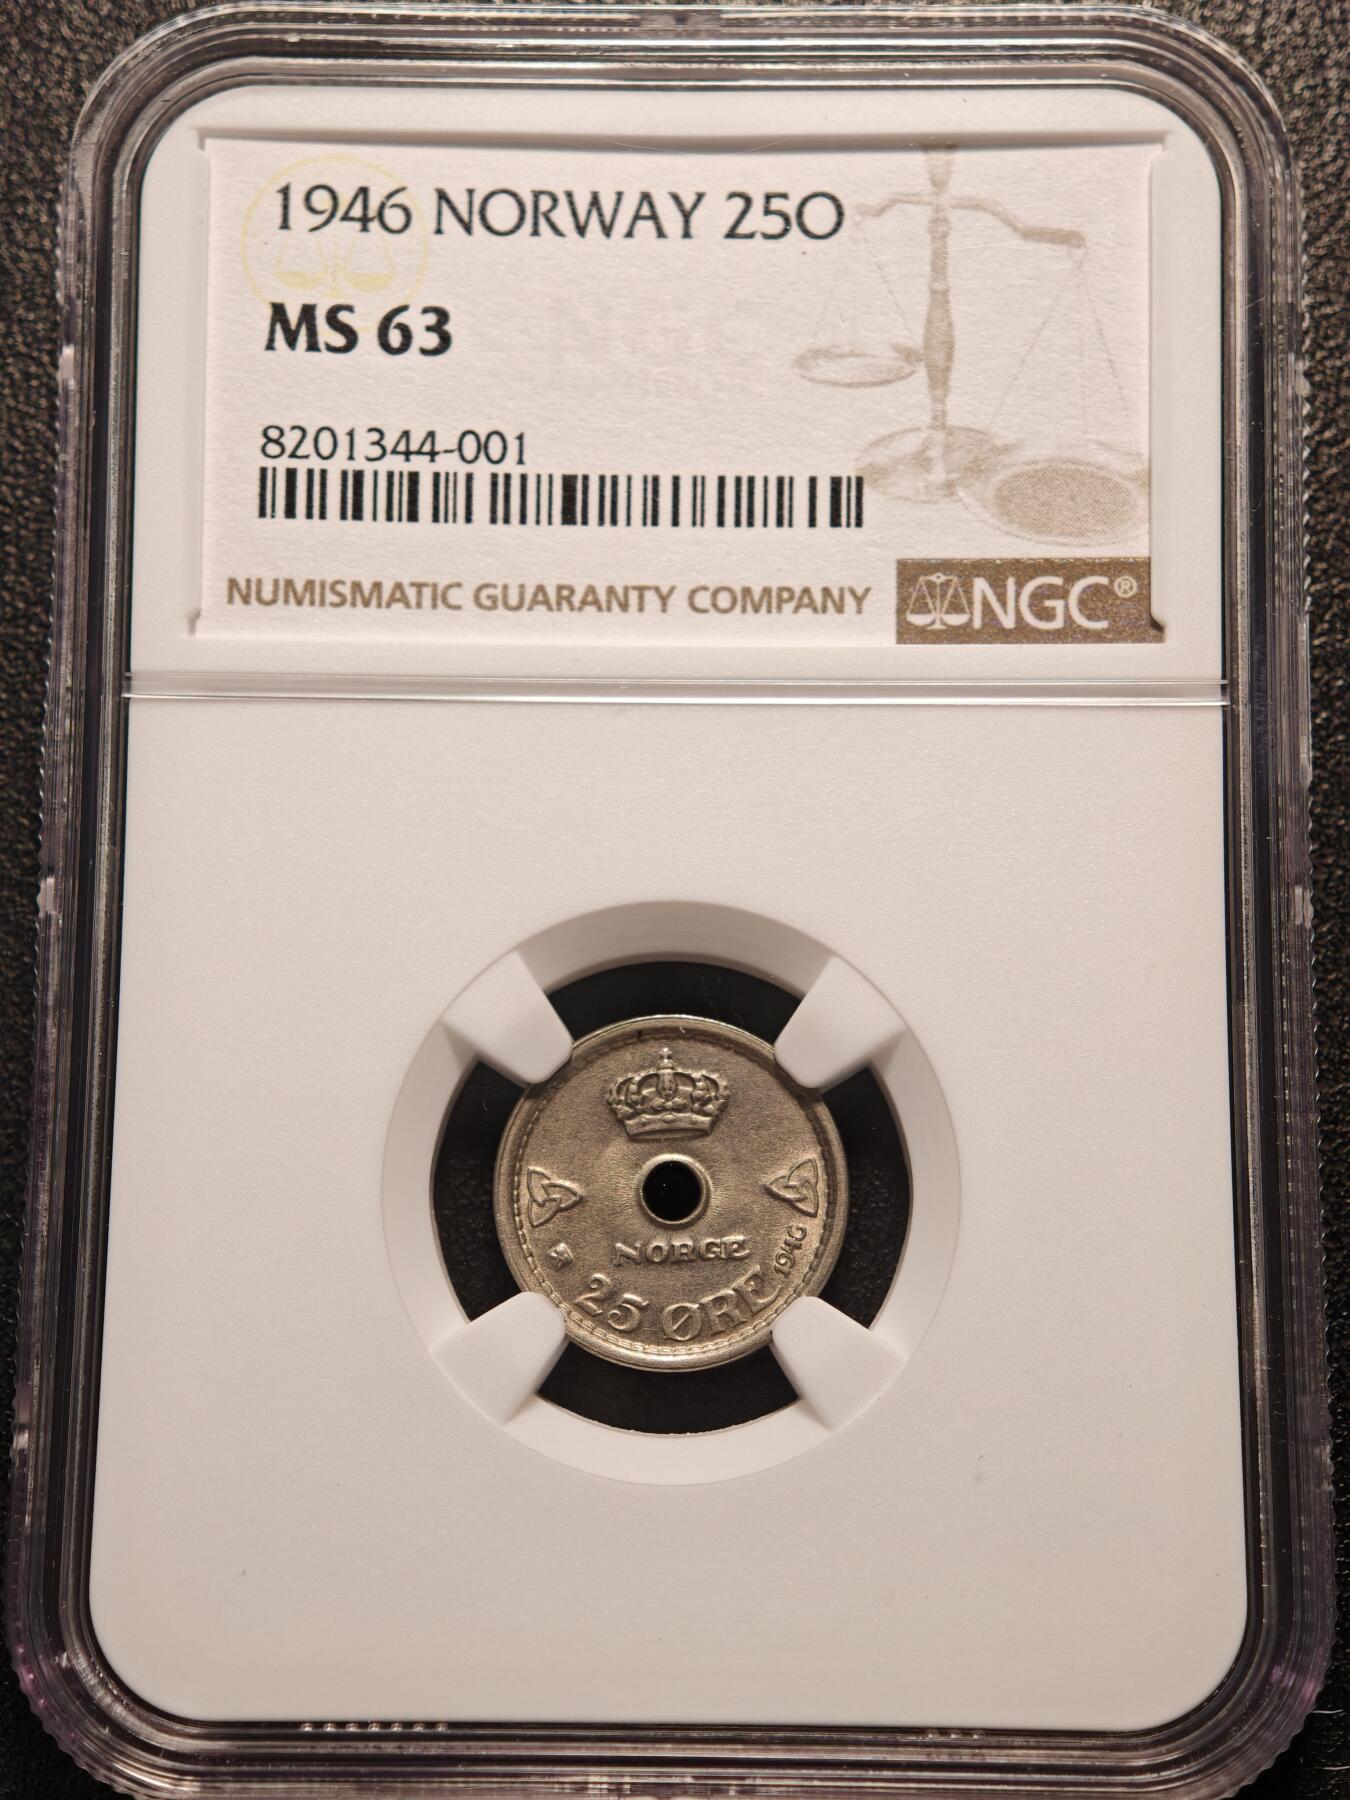 1946 NORWAY 25O
MS 63
8201344-001
NUMISMATIC GUARANTY COMPANY
NGC®
NORGE
25 ØRE 1946